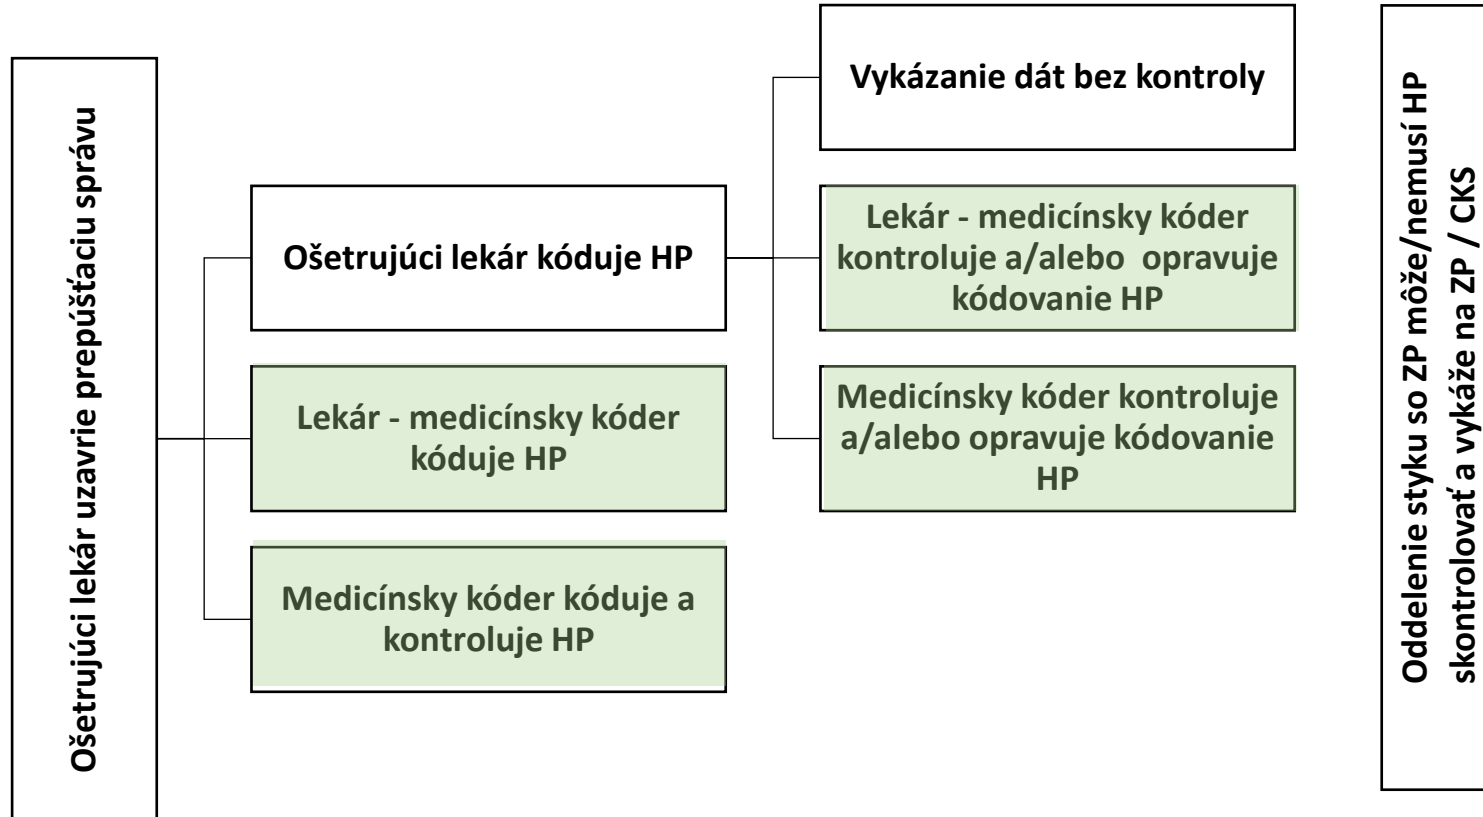 Ošetrujúci lekár uzavrie prepúšťaciu správu
Ošetrujúci lekár kóduje HP
Lekár - medicínsky kóder
kóduje HP
Medicínsky kóder kóduje a
kontroluje HP
Vykázanie dát bez kontroly
Lekár - medicínsky kóder
kontroluje a/alebo  opravuje
kódovanie HP
Medicínsky kóder kontroluje
a/alebo opravuje kódovanie
HP
Oddelenie styku so ZP môže/nemusí HP
skontrolovať a vykáže na ZP / CKS